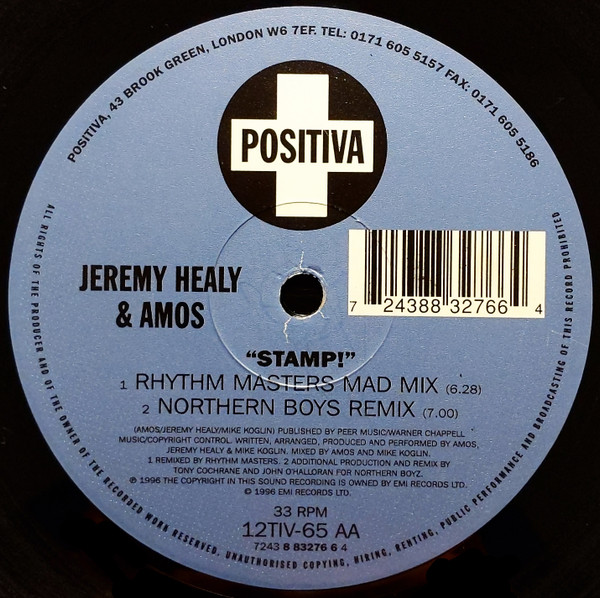 POSITIVA, 43 BROOK GREEN, LONDON W6 7EF. TEL: 0171 605 5157 FAX: 0171 605 5186
POSITIVA
JEREMY HEALY
& AMOS
7 24388 32766 4
“STAMP!”
1 RHYTHM MASTERS MAD MIX (6.28)
2 NORTHERN BOYS REMIX (7.00)
(AMOS/JEREMY HEALY/MIKE KOGLIN) PUBLISHED BY PEER MUSIC/WARNER CHAPPELL
MUSIC/COPYRIGHT CONTROL. WRITTEN, ARRANGED, PRODUCED AND PERFORMED BY AMOS,
JEREMY HEALY & MIKE KOGLIN. MIXED BY AMOS AND MIKE KOGLIN.
1 REMIXED BY RHYTHM MASTERS. 2 ADDITIONAL PRODUCTION AND REMIX BY
TONY COCHRANE AND JOHN O'HALLORAN FOR NORTHERN BOYZ.
℗ 1996 THE COPYRIGHT IN THIS SOUND RECORDING IS OWNED BY EMI RECORDS LTD.
© 1996 EMI RECORDS LTD.
33 RPM
12TIV-65 AA
7243 8 83276 6 4
ALL RIGHTS OF THE PRODUCER AND OF THE OWNER OF THE RECORDED WORK RESERVED. UNAUTHORISED COPYING, HIRING, RENTING, PUBLIC PERFORMANCE AND BROADCASTING OF THIS RECORD PROHIBITED